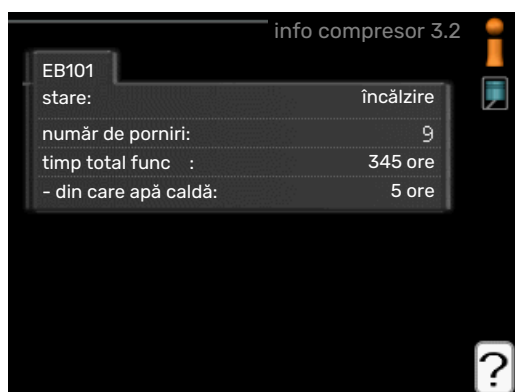 info compresor 3.2
EB101
stare: încălzire
număr de porniri: 9
timp total func :  345 ore
- din care apă caldă: 5 ore
?